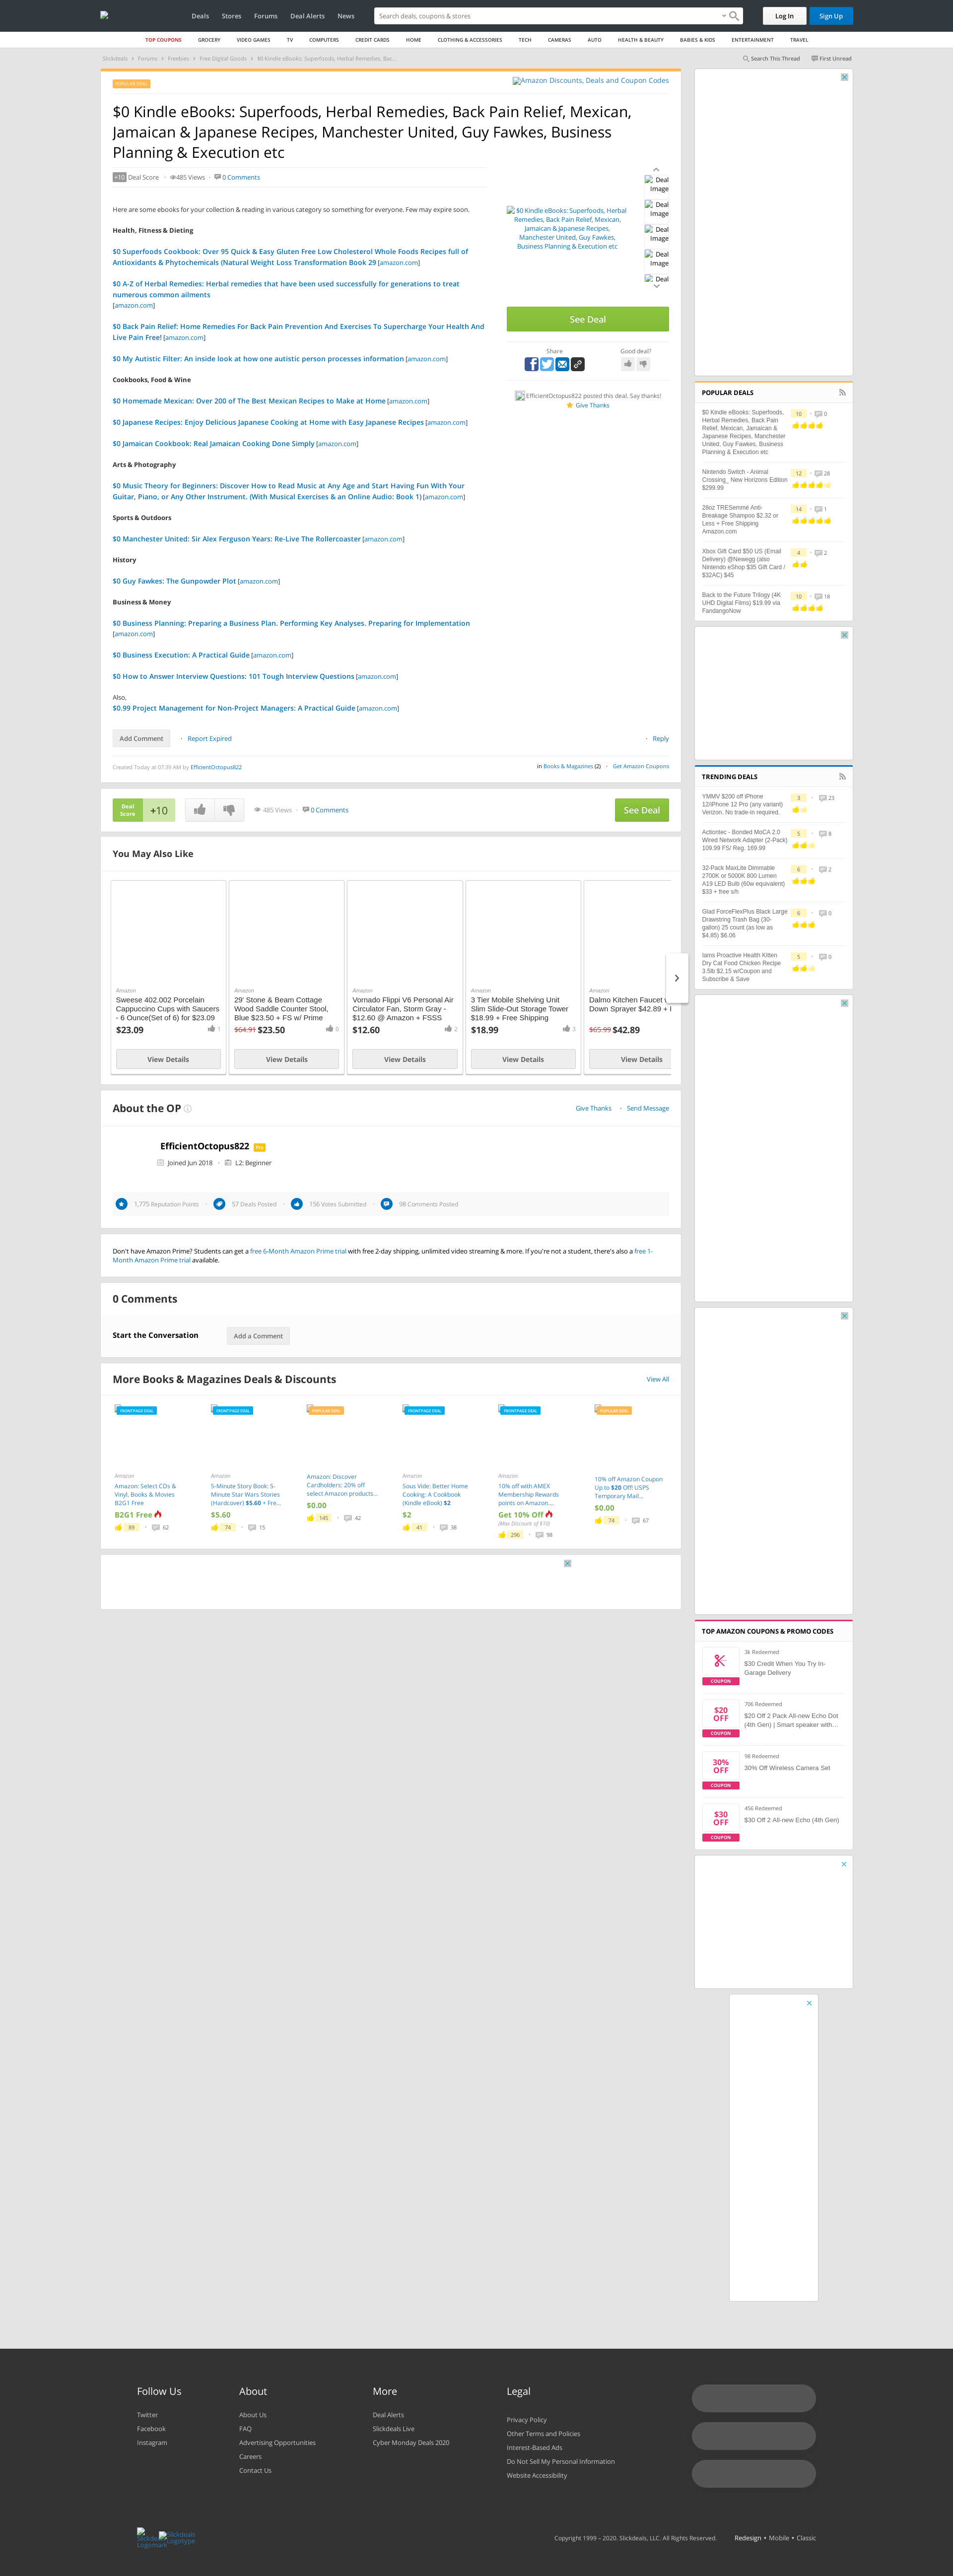 Deals Stores Forums Deal Alerts News
Search deals, coupons & stores
Log In Sign Up
TOP COUPONS GROCERY VIDEO GAMES TV COMPUTERS CREDIT CARDS HOME CLOTHING & ACCESSORIES TECH CAMERAS AUTO HEALTH & BEAUTY BABIES & KIDS ENTERTAINMENT TRAVEL
Slickdeals > Forums > Freebies > Free Digital Goods > $0 Kindle eBooks: Superfoods, Herbal Remedies, Bac...
Search This Thread First Unread
POPULAR DEAL
Amazon Discounts, Deals and Coupon Codes
$0 Kindle eBooks: Superfoods, Herbal Remedies, Back Pain Relief, Mexican,
Jamaican & Japanese Recipes, Manchester United, Guy Fawkes, Business
Planning & Execution etc
+10 Deal Score • 485 Views • 0 Comments
Here are some ebooks for your collection & reading in various category so something for everyone. Few may expire soon.
Health, Fitness & Dieting
$0 Superfoods Cookbook: Over 95 Quick & Easy Gluten Free Low Cholesterol Whole Foods Recipes full of
Antioxidants & Phytochemicals (Natural Weight Loss Transformation Book 29 [amazon.com]
$0 A-Z of Herbal Remedies: Herbal remedies that have been used successfully for generations to treat
numerous common ailments
[amazon.com]
$0 Back Pain Relief: Home Remedies For Back Pain Prevention And Exercises To Supercharge Your Health And
Live Pain Free! [amazon.com]
$0 My Autistic Filter: An inside look at how one autistic person processes information [amazon.com]
Cookbooks, Food & Wine
$0 Homemade Mexican: Over 200 of The Best Mexican Recipes to Make at Home [amazon.com]
$0 Japanese Recipes: Enjoy Delicious Japanese Cooking at Home with Easy Japanese Recipes [amazon.com]
$0 Jamaican Cookbook: Real Jamaican Cooking Done Simply [amazon.com]
Arts & Photography
$0 Music Theory for Beginners: Discover How to Read Music at Any Age and Start Having Fun With Your
Guitar, Piano, or Any Other Instrument. (With Musical Exercises & an Online Audio: Book 1) [amazon.com]
Sports & Outdoors
$0 Manchester United: Sir Alex Ferguson Years: Re-Live The Rollercoaster [amazon.com]
History
$0 Guy Fawkes: The Gunpowder Plot [amazon.com]
Business & Money
$0 Business Planning: Preparing a Business Plan. Performing Key Analyses. Preparing for Implementation
[amazon.com]
$0 Business Execution: A Practical Guide [amazon.com]
$0 How to Answer Interview Questions: 101 Tough Interview Questions [amazon.com]
Also,
$0.99 Project Management for Non-Project Managers: A Practical Guide [amazon.com]
Add Comment • Report Expired • Reply
Created Today at 07:39 AM by EfficientOctopus822
in Books & Magazines (2) • Get Amazon Coupons
$0 Kindle eBooks: Superfoods, Herbal
Remedies, Back Pain Relief, Mexican,
Jamaican & Japanese Recipes,
Manchester United, Guy Fawkes,
Business Planning & Execution etc
Deal Image
Deal Image
Deal Image
Deal Image
Deal
See Deal
Share Good deal?
EfficientOctopus822 posted this deal. Say thanks!
Give Thanks
Deal Score +10 485 Views • 0 Comments See Deal
You May Also Like
Amazon
Sweese 402.002 Porcelain
Cappuccino Cups with Saucers
- 6 Ounce(Set of 6) for $23.09
$23.09 1
View Details
Amazon
29' Stone & Beam Cottage
Wood Saddle Counter Stool,
Blue $23.50 + FS w/ Prime
$64.91 $23.50 0
View Details
Amazon
Vornado Flippi V6 Personal Air
Circulator Fan, Storm Gray -
$12.60 @ Amazon + FSSS
$12.60 2
View Details
Amazon
3 Tier Mobile Shelving Unit
Slim Slide-Out Storage Tower
$18.99 + Free Shipping
$18.99 3
View Details
Amazon
Dalmo Kitchen Faucet
Down Sprayer $42.89 +
$65.99 $42.89
View Details
About the OP
Give Thanks • Send Message
EfficientOctopus822 Pro
Joined Jun 2018 • L2: Beginner
1,775 Reputation Points • 57 Deals Posted • 156 Votes Submitted • 98 Comments Posted
Don't have Amazon Prime? Students can get a free 6-Month Amazon Prime trial with free 2-day shipping, unlimited video streaming & more. If you're not a student, there's also a free 1-
Month Amazon Prime trial available.
0 Comments
Start the Conversation Add a Comment
More Books & Magazines Deals & Discounts View All
FRONTPAGE DEAL
Amazon
Amazon: Select CDs &
Vinyl, Books & Movies
B2G1 Free
B2G1 Free
89 • 62
FRONTPAGE DEAL
Amazon
5-Minute Story Book: 5-
Minute Star Wars Stories
(Hardcover) $5.60 + Fre...
$5.60
74 • 15
POPULAR DEAL
Amazon: Discover
Cardholders: 20% off
select Amazon products...
$0.00
145 • 42
FRONTPAGE DEAL
Amazon
Sous Vide: Better Home
Cooking: A Cookbook
(Kindle eBook) $2
$2
41 • 38
FRONTPAGE DEAL
Amazon
10% off with AMEX
Membership Rewards
points on Amazon....
Get 10% Off
(Max Discount of $10)
296 • 98
POPULAR DEAL
10% off Amazon Coupon
Up to $20 Off! USPS
Temporary Mail...
$0.00
74 • 67
POPULAR DEALS
$0 Kindle eBooks: Superfoods,
Herbal Remedies, Back Pain
Relief, Mexican, Jamaican &
Japanese Recipes, Manchester
United, Guy Fawkes, Business
Planning & Execution etc
10 • 0
Nintendo Switch - Animal
Crossing_ New Horizons Edition
$299.99
12 • 28
28oz TRESemmé Anti-
Breakage Shampoo $2.32 or
Less + Free Shipping
Amazon.com
14 • 1
Xbox Gift Card $50 US (Email
Delivery) @Newegg (also
Nintendo eShop $35 Gift Card /
$32AC) $45
4 • 2
Back to the Future Trilogy (4K
UHD Digital Films) $19.99 via
FandangoNow
10 • 18
TRENDING DEALS
YMMV $200 off iPhone
12/iPhone 12 Pro (any variant)
Verizon. No trade-in required.
3 • 23
Actiontec - Bonded MoCA 2.0
Wired Network Adapter (2-Pack)
109.99 FS/ Reg. 169.99
5 • 8
32-Pack MaxLite Dimmable
2700K or 5000K 800 Lumen
A19 LED Bulb (60w equivalent)
$33 + free s/h
6 • 2
Glad ForceFlexPlus Black Large
Drawstring Trash Bag (30-
gallon) 25 count (as low as
$4.85) $6.06
6 • 0
Iams Proactive Health Kitten
Dry Cat Food Chicken Recipe
3.5lb $2.15 w/Coupon and
Subscribe & Save
5 • 0
TOP AMAZON COUPONS & PROMO CODES
COUPON
3k Redeemed
$30 Credit When You Try In-
Garage Delivery
$20 OFF
COUPON
706 Redeemed
$20 Off 2 Pack All-new Echo Dot
(4th Gen) | Smart speaker with...
30% OFF
COUPON
98 Redeemed
30% Off Wireless Camera Set
$30 OFF
COUPON
456 Redeemed
$30 Off 2 All-new Echo (4th Gen)
Follow Us
Twitter
Facebook
Instagram
About
About Us
FAQ
Advertising Opportunities
Careers
Contact Us
More
Deal Alerts
Slickdeals Live
Cyber Monday Deals 2020
Legal
Privacy Policy
Other Terms and Policies
Interest-Based Ads
Do Not Sell My Personal Information
Website Accessibility
Slickdeals Logomark
Slickdeals Logotype
Copyright 1999 – 2020. Slickdeals, LLC. All Rights Reserved. Redesign • Mobile • Classic